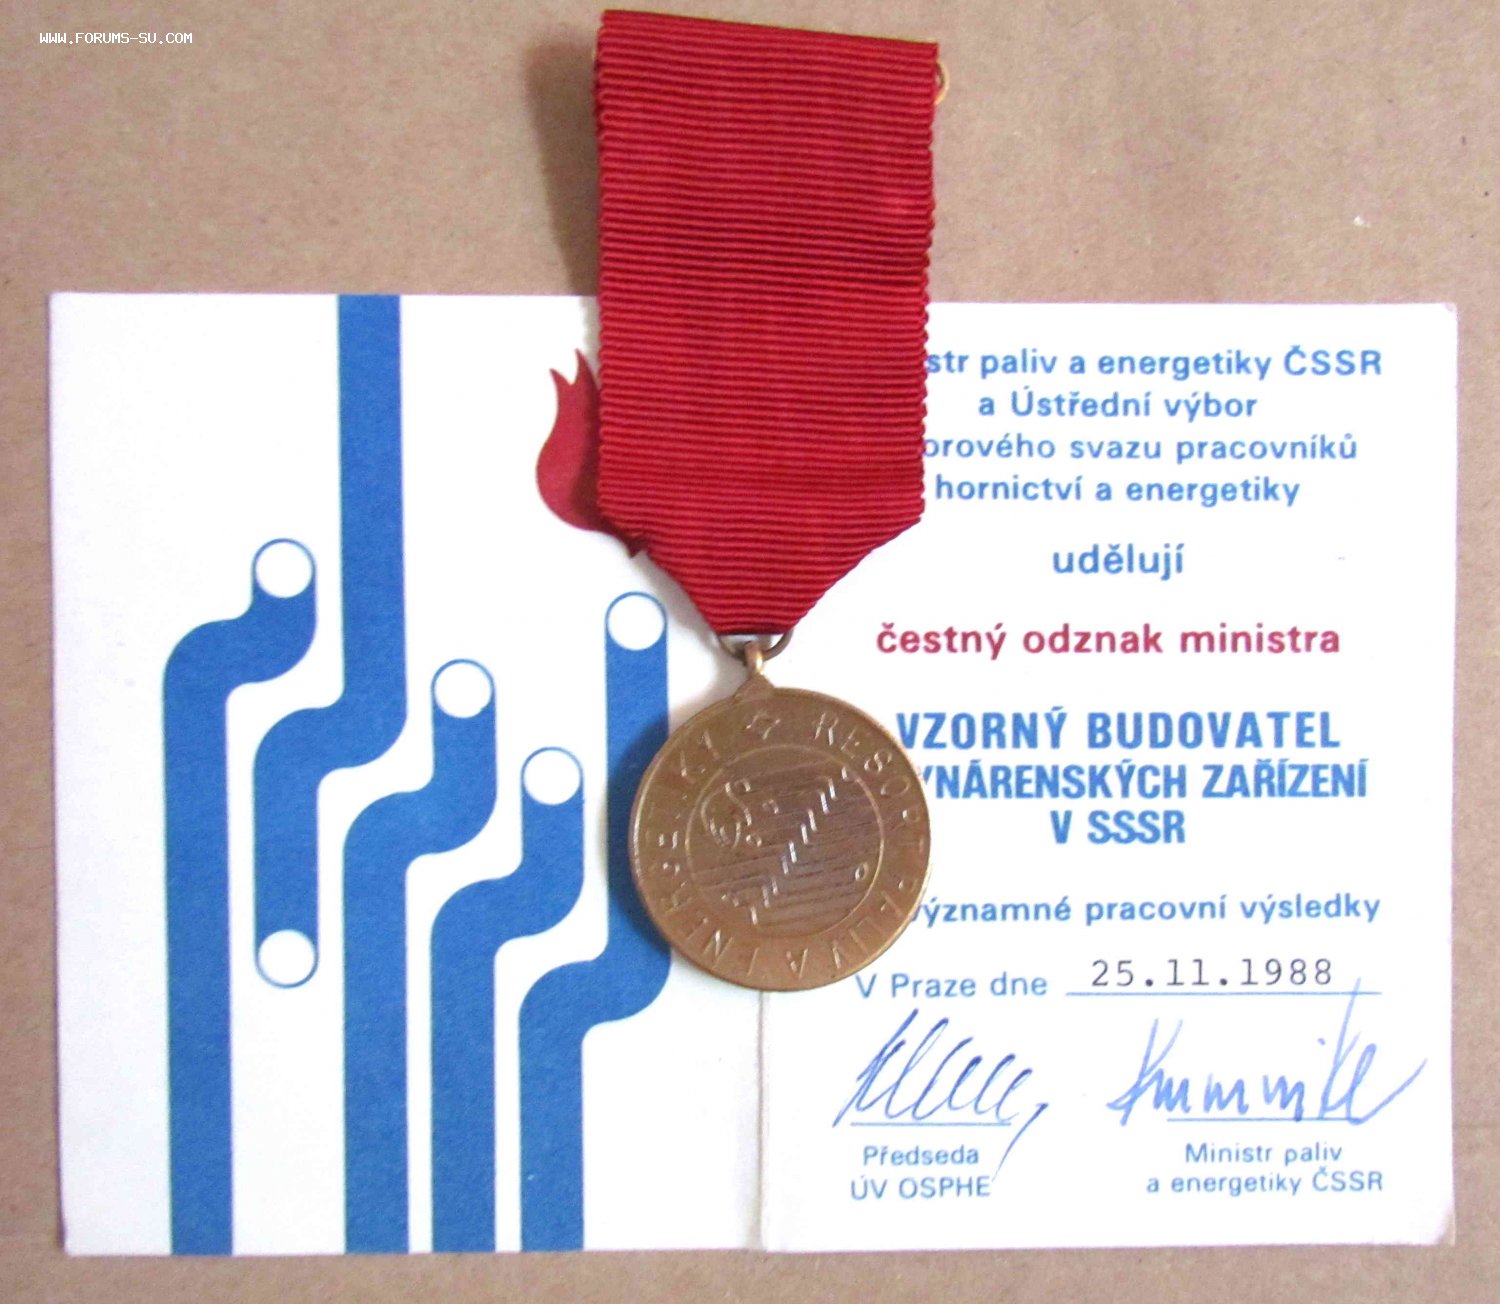 WWW.FORUMS-SU.COM
str paliv a energetiky ČSSR
a Ústřední výbor
orového svazu pracovníků
hornictví a energetiky
udělují
čestný odznak ministra
VZORNÝ BUDOVATEL
YNÁRENSKÝCH ZAŘÍZENÍ
V SSSR
významné pracovní výsledky
V Praze dne 25.11.1988
Předseda
ÚV OSPHE
Ministr paliv
a energetiky ČSSR
RESORT PALIV A ENERGETIKY